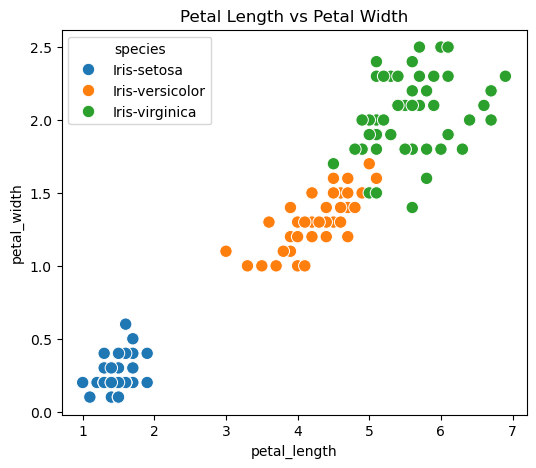 Petal Length vs Petal Width
species
Iris-setosa
Iris-versicolor
Iris-virginica
petal_width
2.5
2.0
1.5
1.0
0.5
0.0
1 2 3 4 5 6 7
petal_length